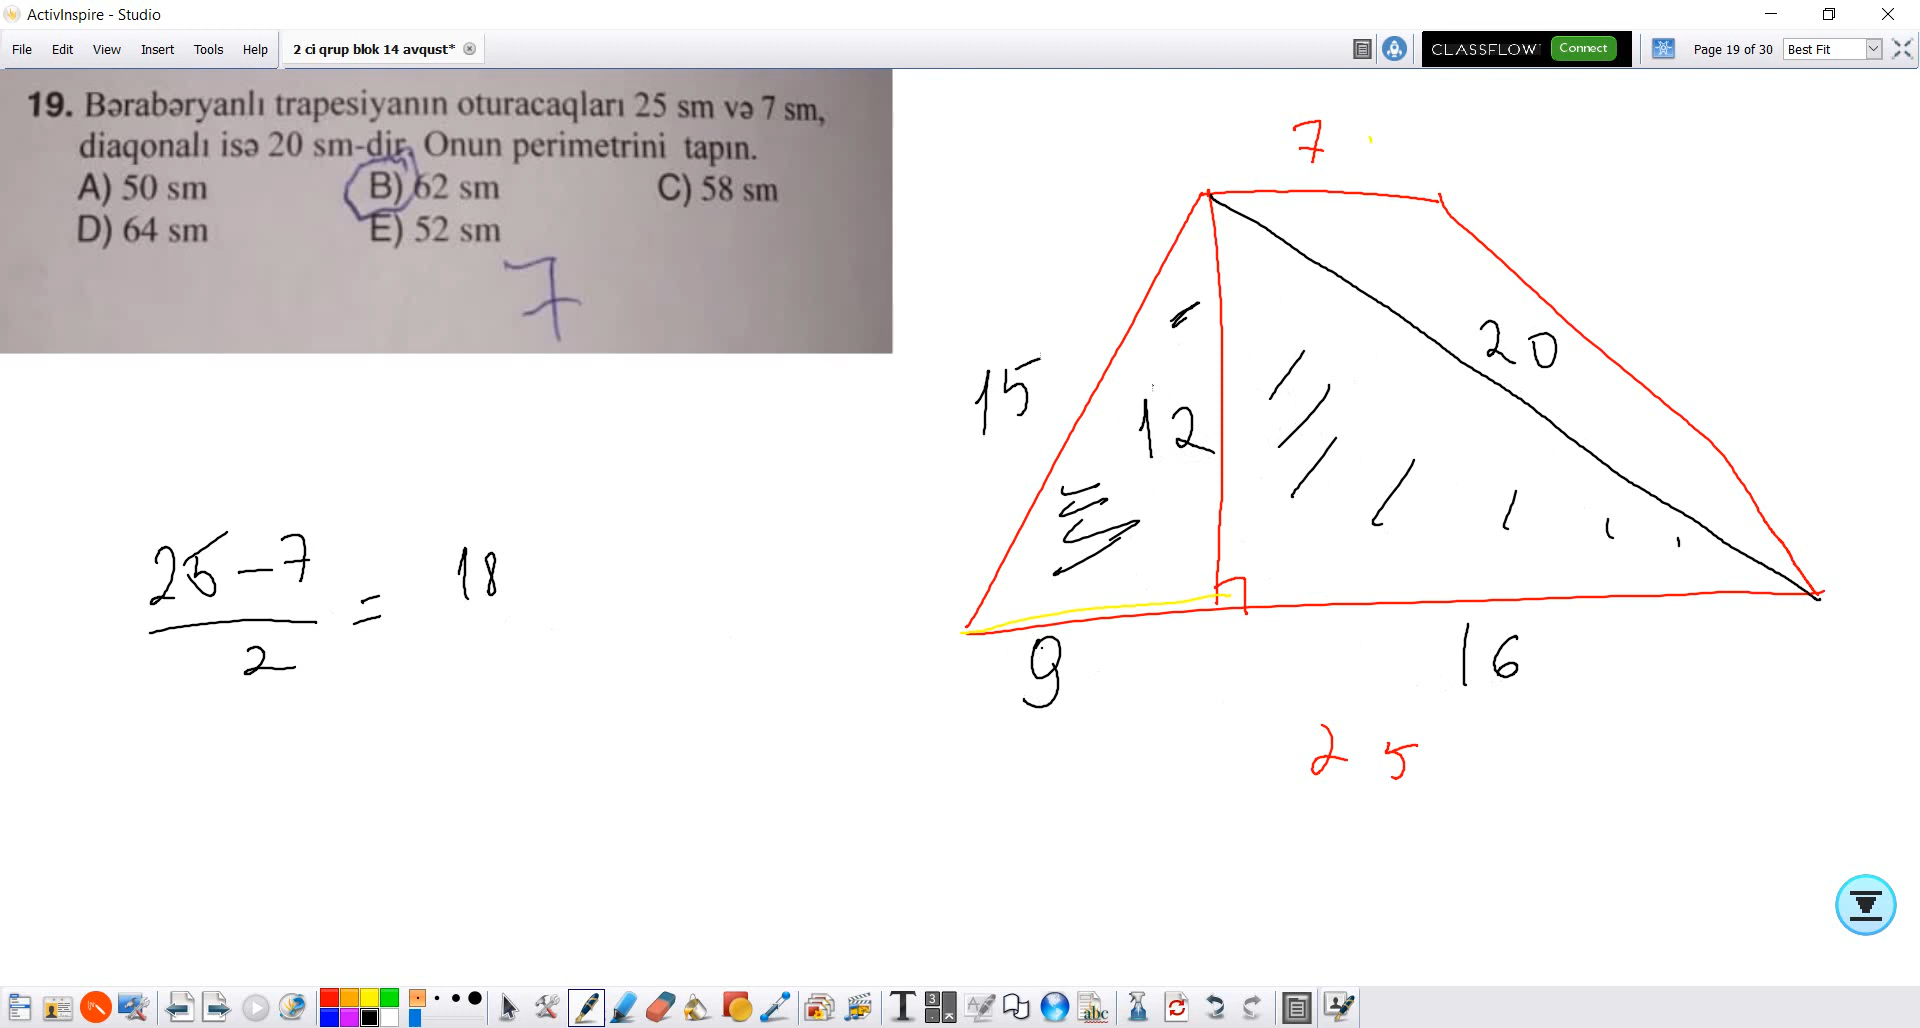 ActivInspire - Studio
File Edit View Insert Tools Help 2 ci qrup blok 14 avqust* CLASSFLOW Connect Page 19 of 30 Best Fit
19. Bərabəryanlı trapesiyanın oturacaqları 25 sm və 7 sm,
diaqonalı isə 20 sm-dir. Onun perimetrini tapın.
A) 50 sm B) 62 sm C) 58 sm
D) 64 sm E) 52 sm
7
7
20
15
12
25-7
2
= 18
9
16
25